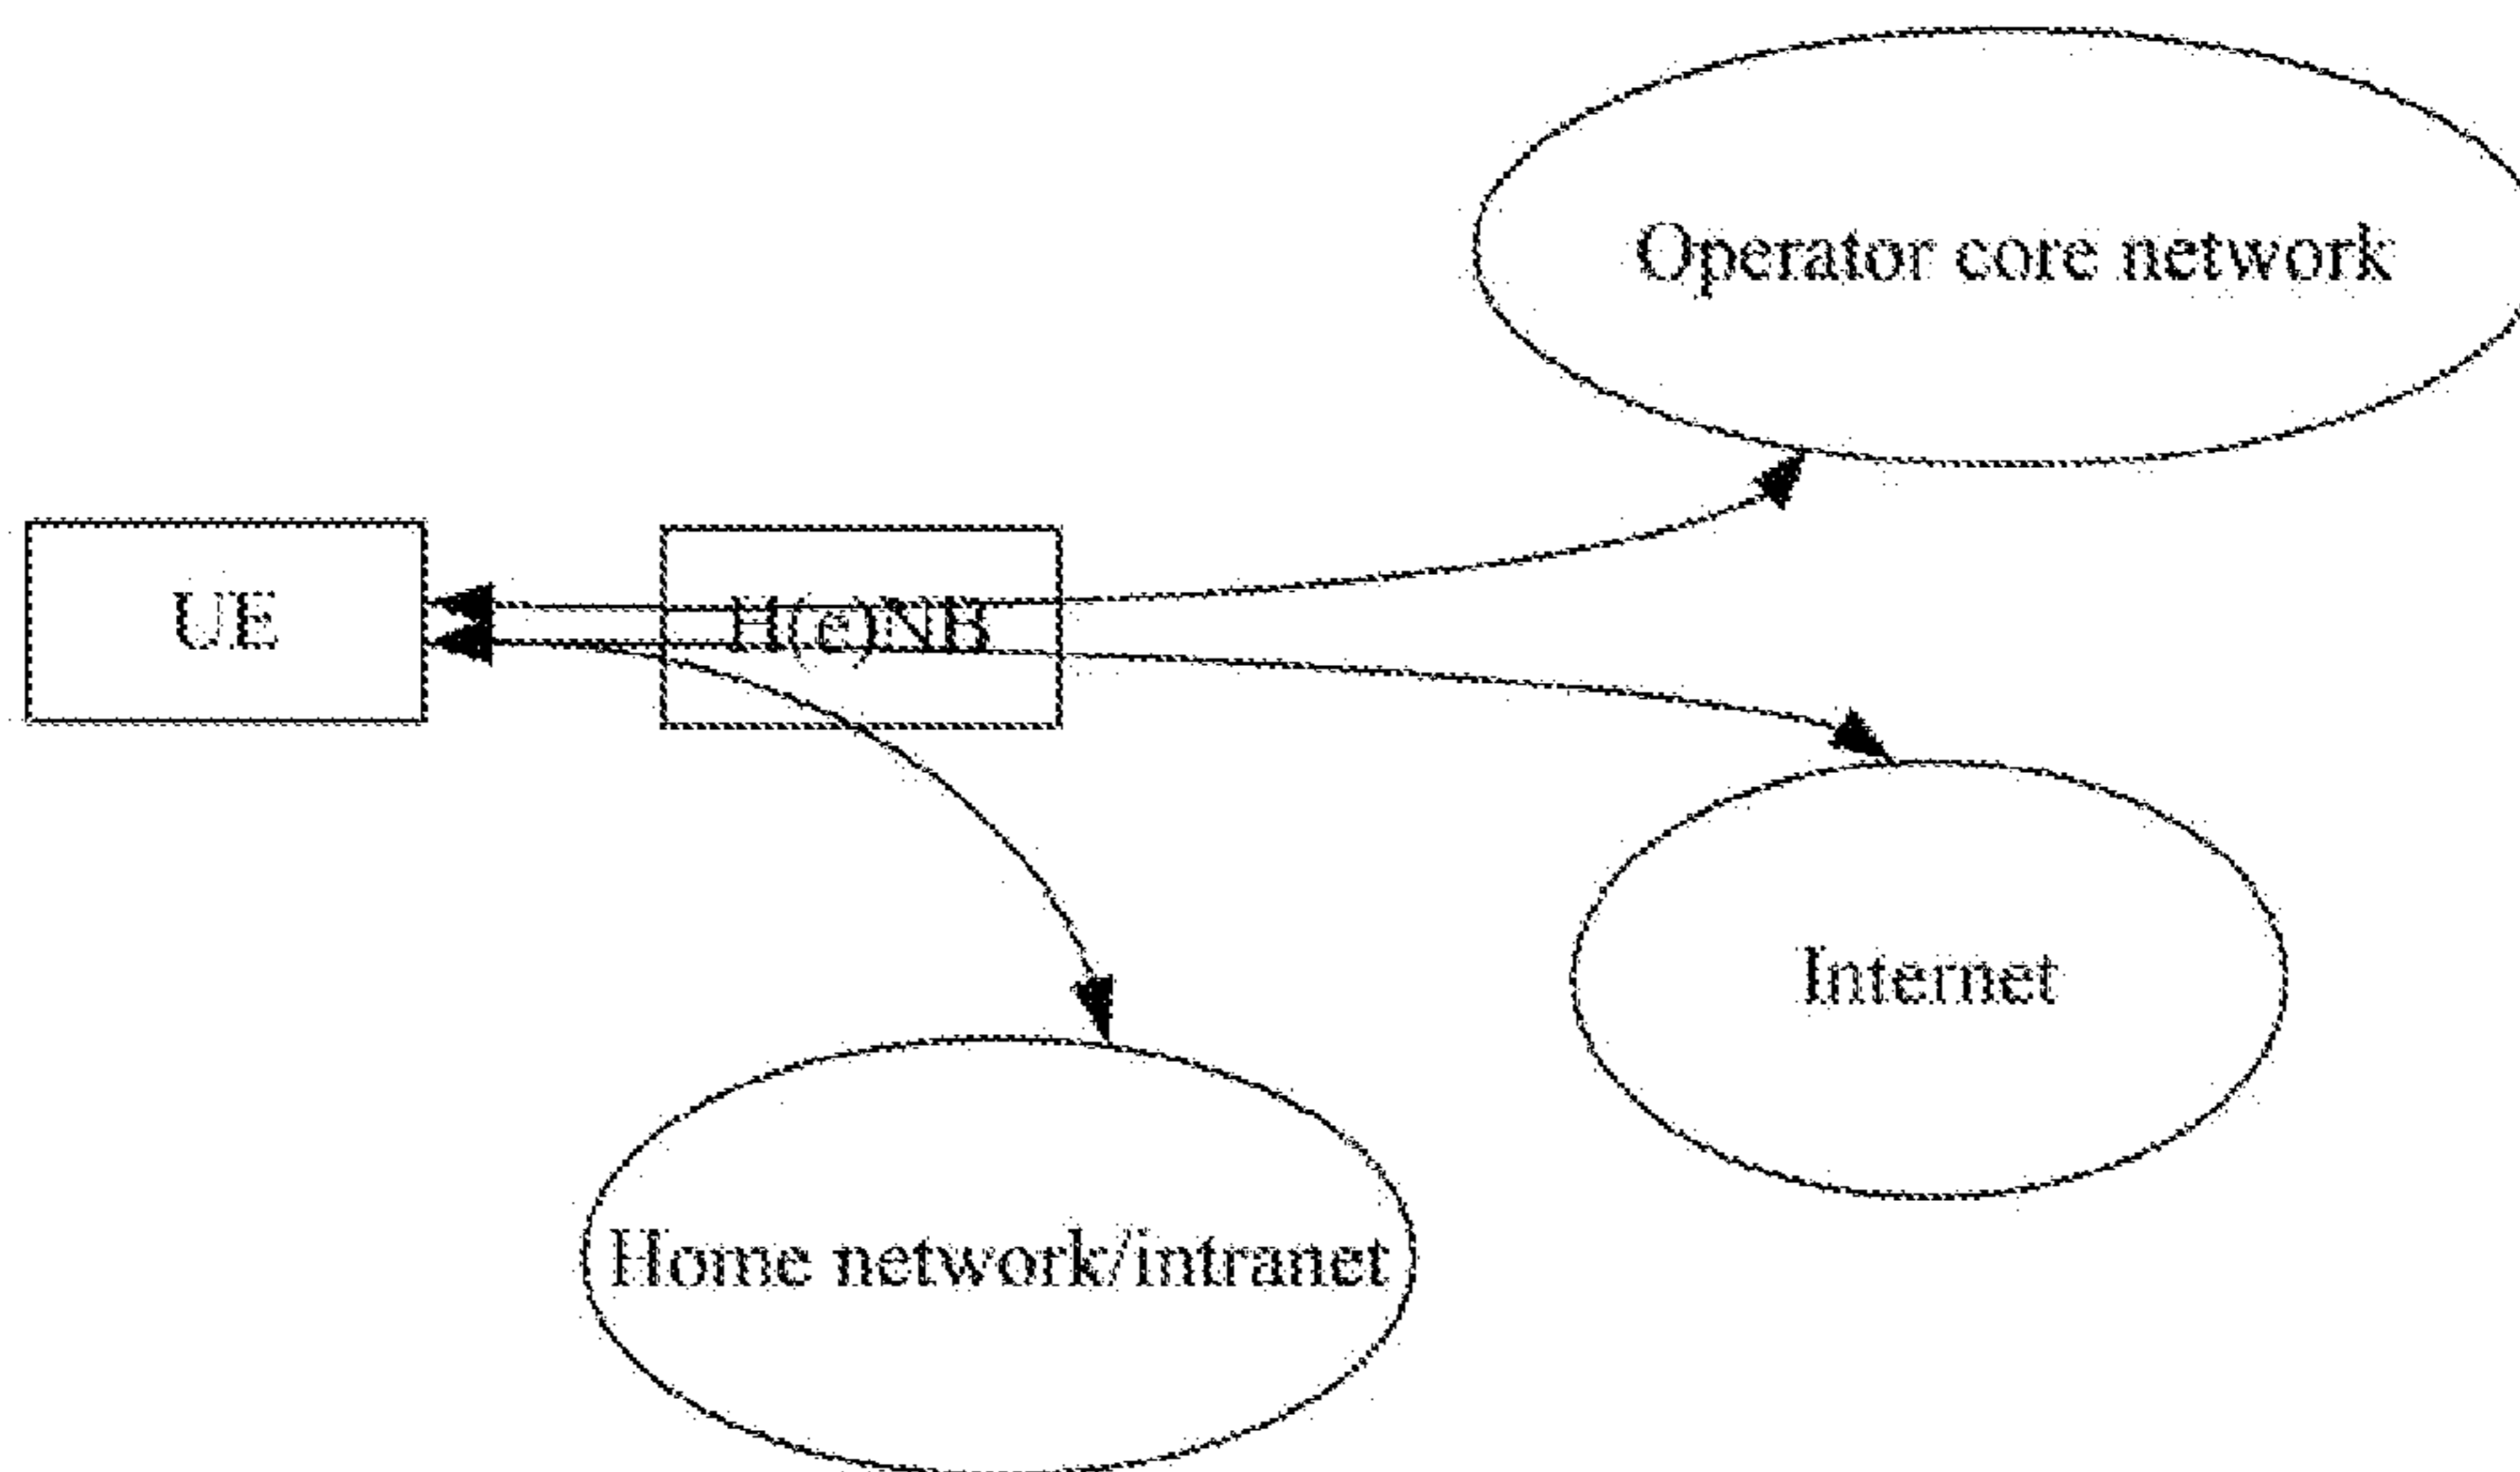 Operator core network
UE
H(e)NB
Internet
Home network/intranet